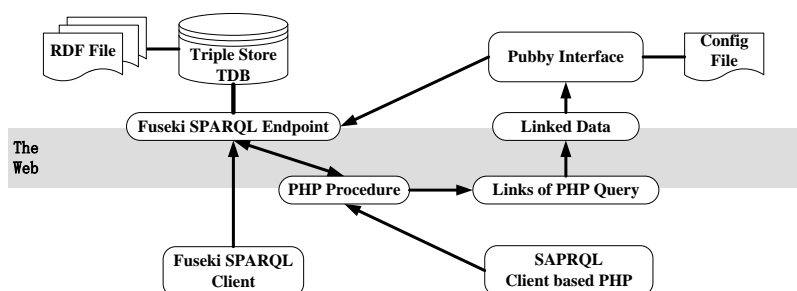 RDF File
Triple Store
TDB
Pubby Interface
Config
File
Fuseki SPARQL Endpoint
Linked Data
The
Web
PHP Procedure
Links of PHP Query
Fuseki SPARQL
Client
SAPRQL
Client based PHP